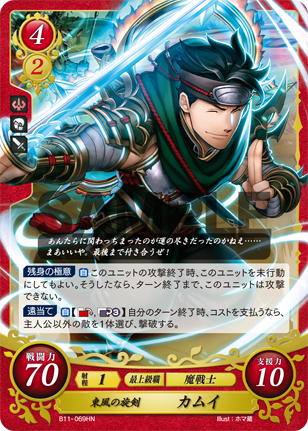 4
2
SAMPLE
あんたらに関わっちまったのが運の尽きだったのかねえ……
まあいいや。最後まで付き合うぜ!
残身の極意 自 このユニットの攻撃終了時、このユニットを未行動
にしてもよい。そうしたなら、ターン終了まで、このユニットは攻撃
できない。
遠当て 自 【】自分のターン終了時、コストを支払うなら、
主人公以外の敵を1体選び、撃破する。
戦闘力
70
射程 1
最上級職
魔戦士
支援力
10
東風の旋剣 カムイ
B11-069HN
Illust:ホマ蔵